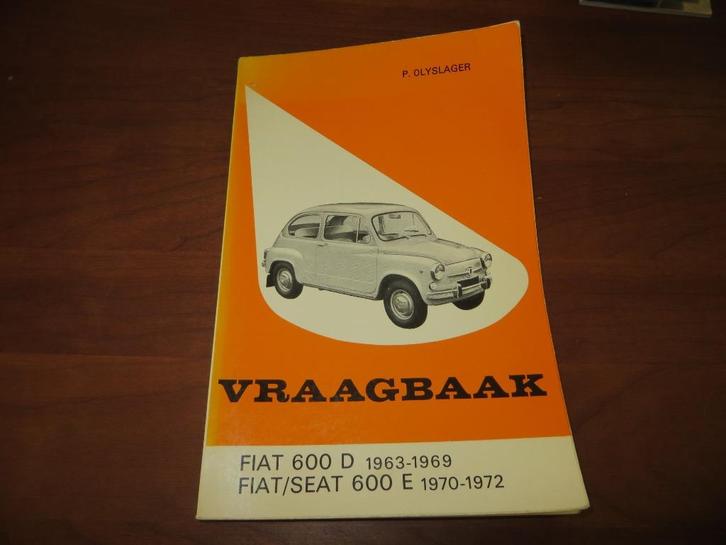 P. OLYSLAGER
VRAAGBAAK
FIAT 600 D 1963-1969
FIAT/SEAT 600 E 1970-1972